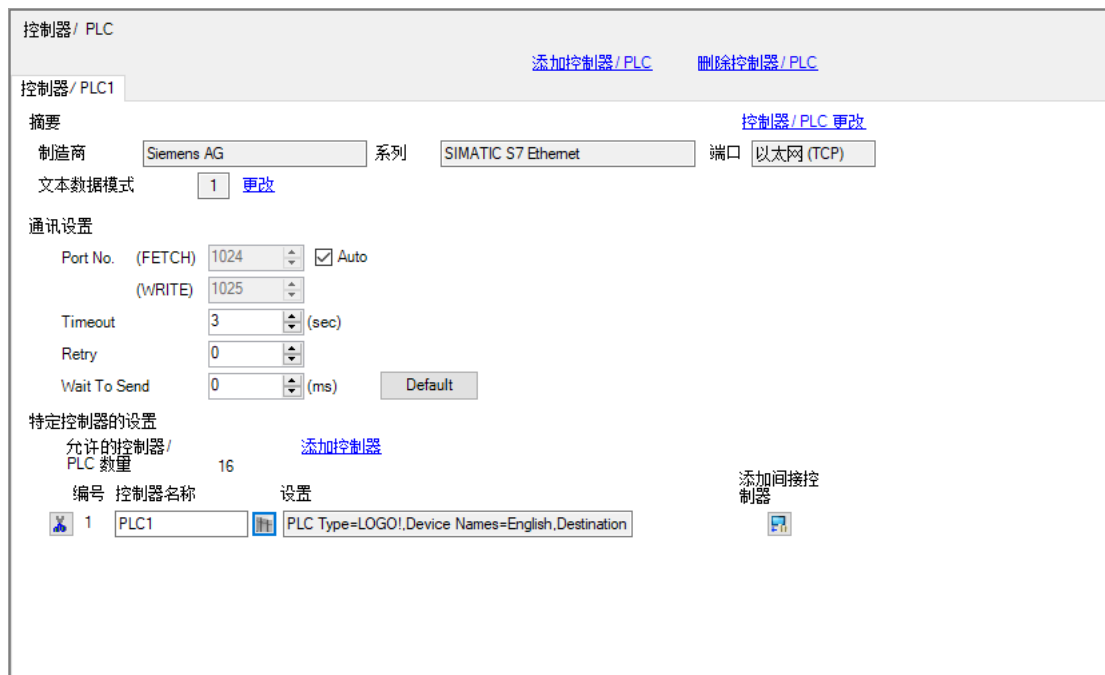 控制器/ PLC
添加控制器/ PLC 删除控制器/ PLC
控制器/ PLC1
摘要 控制器/ PLC 更改
制造商 Siemens AG 系列 SIMATIC S7 Ethernet 端口 以太网 (TCP)
文本数据模式 1 更改
通讯设置
Port No. (FETCH) 1024 Auto
(WRITE) 1025
Timeout 3 (sec)
Retry 0
Wait To Send 0 (ms) Default
特定控制器的设置
允许的控制器/ 添加控制器
PLC 数量 16
添加间接控
编号 控制器名称 设置 制器
1 PLC1 PLC Type=LOGO!,Device Names=English,Destination